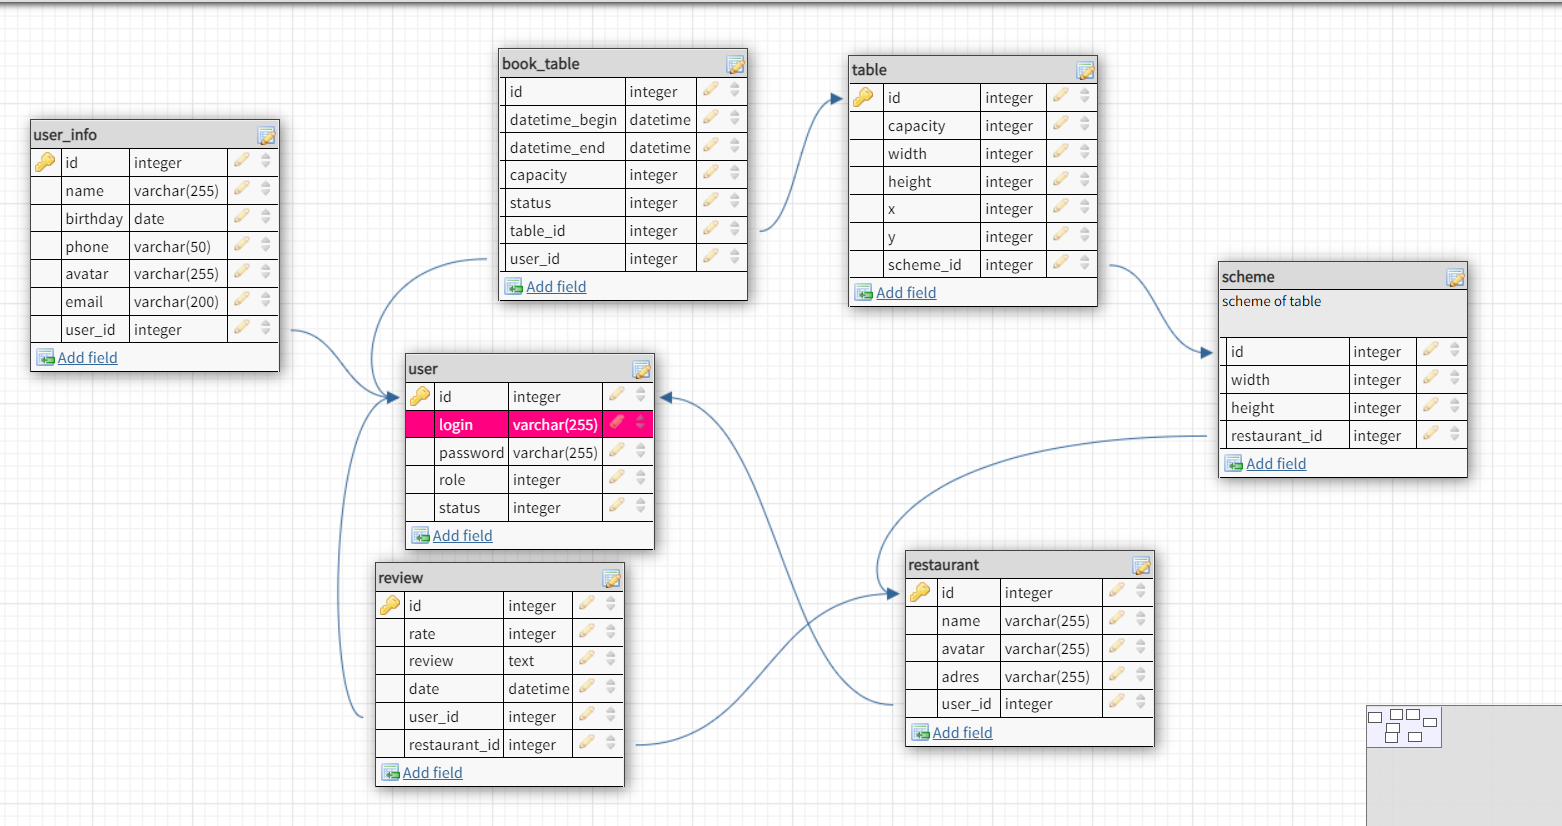 user_info
id integer
name varchar(255)
birthday date
phone varchar(50)
avatar varchar(255)
email varchar(200)
user_id integer
Add field
book_table
id integer
datetime_begin datetime
datetime_end datetime
capacity integer
status integer
table_id integer
user_id integer
Add field
table
id integer
capacity integer
width integer
height integer
x integer
y integer
scheme_id integer
Add field
scheme
scheme of table
id integer
width integer
height integer
restaurant_id integer
Add field
user
id integer
login varchar(255)
password varchar(255)
role integer
status integer
Add field
review
id integer
rate integer
review text
date datetime
user_id integer
restaurant_id integer
Add field
restaurant
id integer
name varchar(255)
avatar varchar(255)
adres varchar(255)
user_id integer
Add field